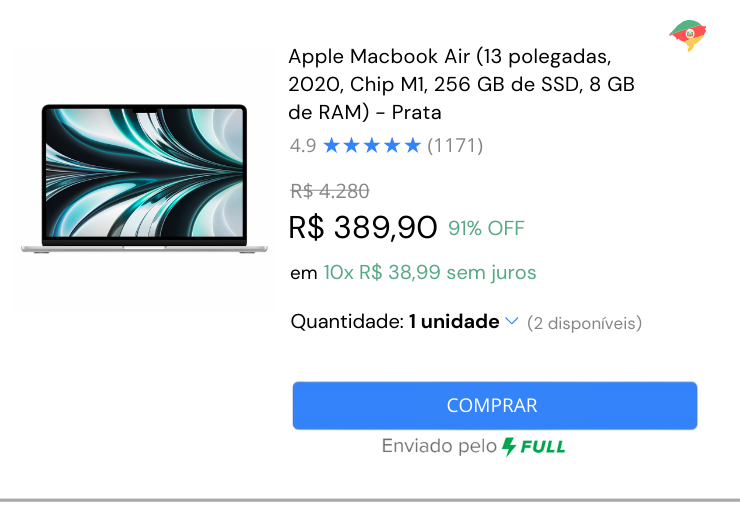 Apple Macbook Air (13 polegadas,
2020, Chip M1, 256 GB de SSD, 8 GB
de RAM) - Prata
4.9 ★★★★★ (1171)
R$ 4.280
R$ 389,90 91% OFF
em 10x R$ 38,99 sem juros
Quantidade: 1 unidade (2 disponíveis)
COMPRAR
Enviado pelo FULL